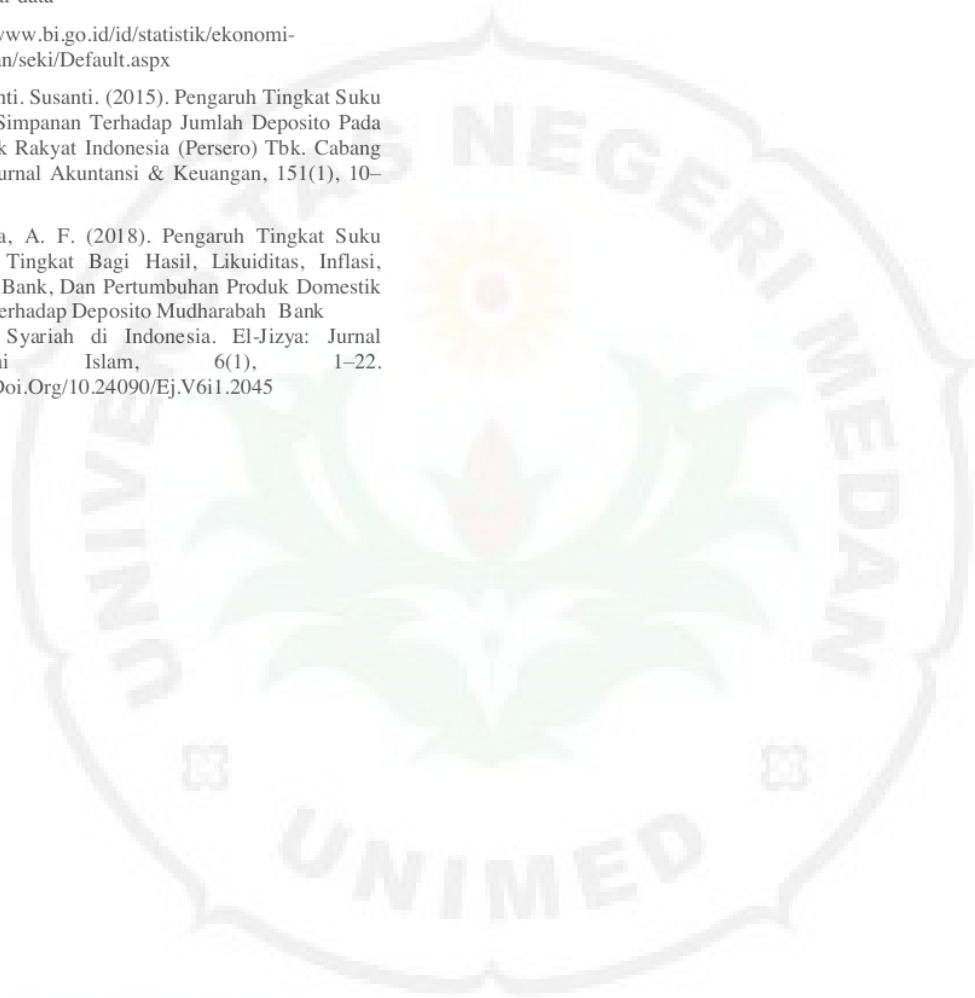 www.bi.go.id/id/statistik/ekonomi-
an/seki/Default.aspx
nti. Susanti. (2015). Pengaruh Tingkat Suku
Simpanan Terhadap Jumlah Deposito Pada
k Rakyat Indonesia (Persero) Tbk. Cabang
urnal Akuntansi & Keuangan, 151(1), 10–
a, A. F. (2018). Pengaruh Tingkat Suku
Tingkat Bagi Hasil, Likuiditas, Inflasi,
Bank, Dan Pertumbuhan Produk Domestik
erhadap Deposito Mudharabah Bank
Syariah di Indonesia. El-Jizya: Jurnal
ni Islam, 6(1), 1–22.
Doi.Org/10.24090/Ej.V6i1.2045
UNIVERSITAS NEGERI MEDAN
UNIMED